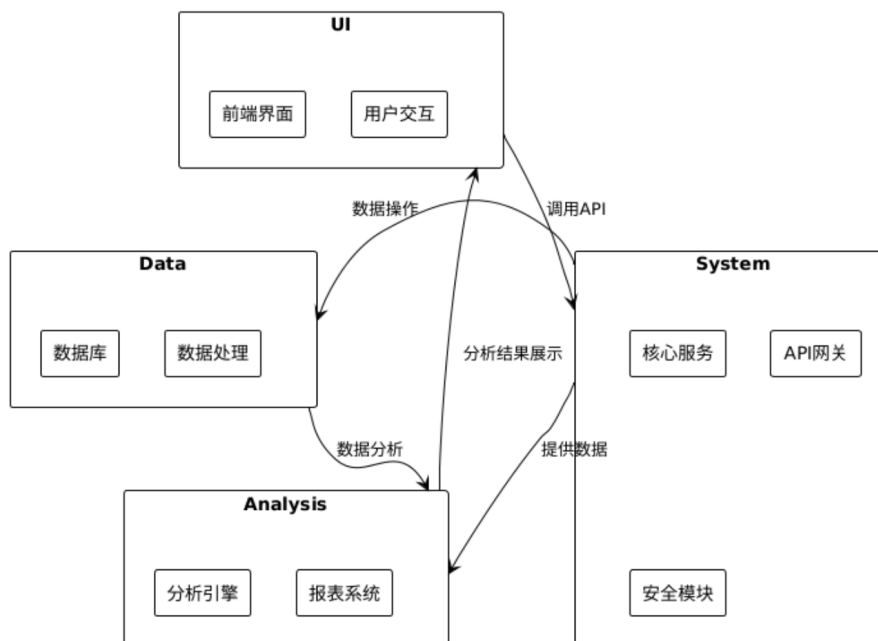 UI
前端界面
用户交互
数据操作
调用API
Data
数据库
数据处理
System
核心服务
API网关
分析结果展示
数据分析
提供数据
Analysis
分析引擎
报表系统
安全模块